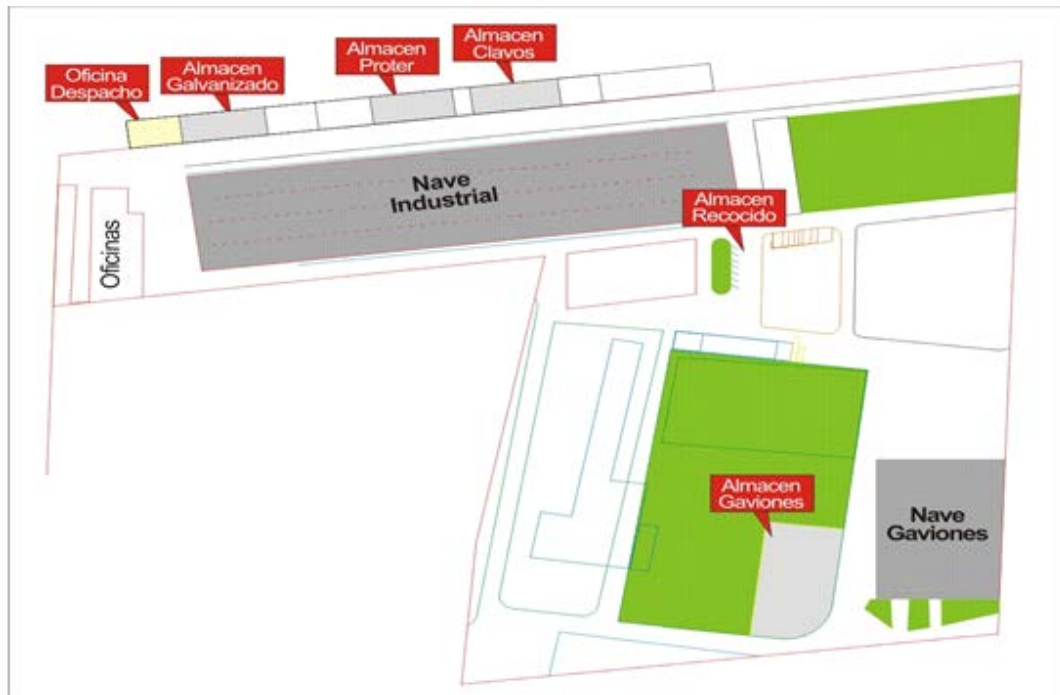 Oficina
Despacho
Almacen
Galvanizado
Almacen
Proter
Almacen
Clavos
Nave
Industrial
Almacen
Recocido
Oficinas
Almacen
Gaviones
Nave
Gaviones